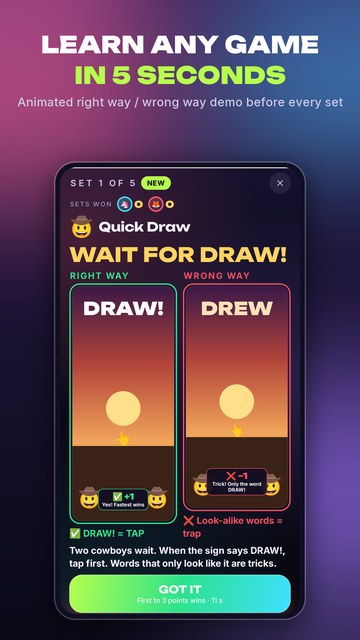 LEARN ANY GAME
IN 5 SECONDS
Animated right way / wrong way demo before every set
SET 1 OF 5 NEW
SETS WON 0 0
Quick Draw
WAIT FOR DRAW!
RIGHT WAY
WRONG WAY
DRAW!
DREW
✅ +1
Yes! Fastest wins
❌ −1
Trick! Only the word
DRAW!
✅ DRAW! = TAP
❌ Look-alike words =
trap
Two cowboys wait. When the sign says DRAW!,
tap first. Words that only look like it are tricks.
GOT IT
First to 3 points wins · 11 s